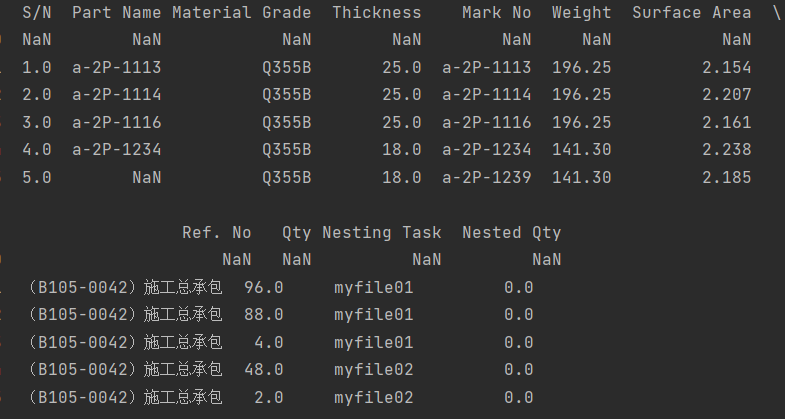 S/N Part Name Material Grade Thickness Mark No Weight Surface Area \
NaN NaN NaN NaN NaN NaN NaN
1.0 a-2P-1113 Q355B 25.0 a-2P-1113 196.25 2.154
2.0 a-2P-1114 Q355B 25.0 a-2P-1114 196.25 2.207
3.0 a-2P-1116 Q355B 25.0 a-2P-1116 196.25 2.161
4.0 a-2P-1234 Q355B 18.0 a-2P-1234 141.30 2.238
5.0 NaN Q355B 18.0 a-2P-1239 141.30 2.185
Ref. No Qty Nesting Task Nested Qty
NaN NaN NaN NaN
（B105-0042）施工总承包 96.0 myfile01 0.0
（B105-0042）施工总承包 88.0 myfile01 0.0
（B105-0042）施工总承包 4.0 myfile01 0.0
（B105-0042）施工总承包 48.0 myfile02 0.0
（B105-0042）施工总承包 2.0 myfile02 0.0